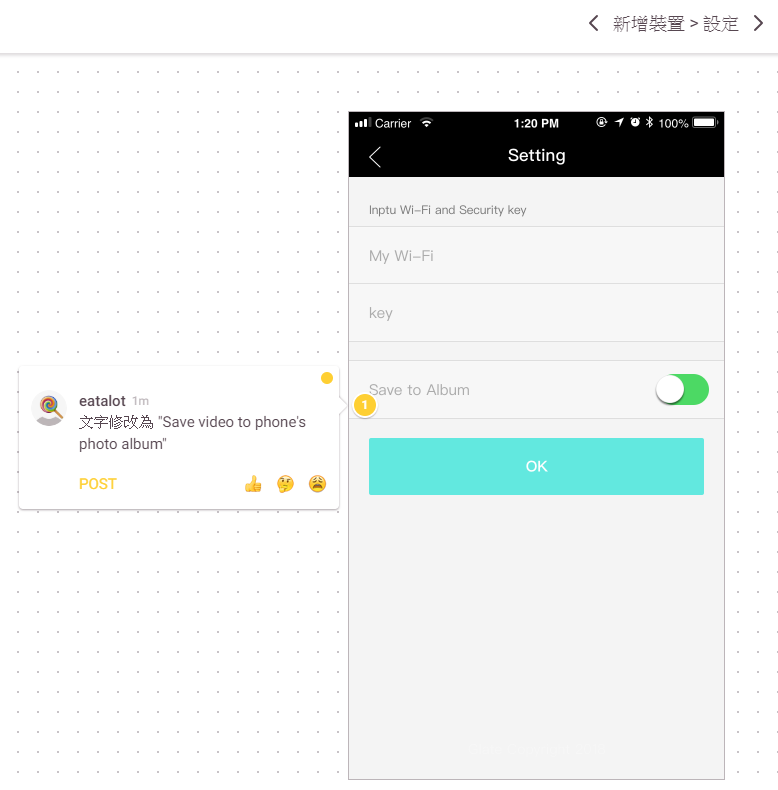 新增裝置 > 設定
Carrier 1:20 PM 100%
Setting
Inptu Wi-Fi and Security key
My Wi-Fi
key
eatalot 1m
文字修改為 "Save video to phone's
photo album"
POST
1
Save to Album
OK